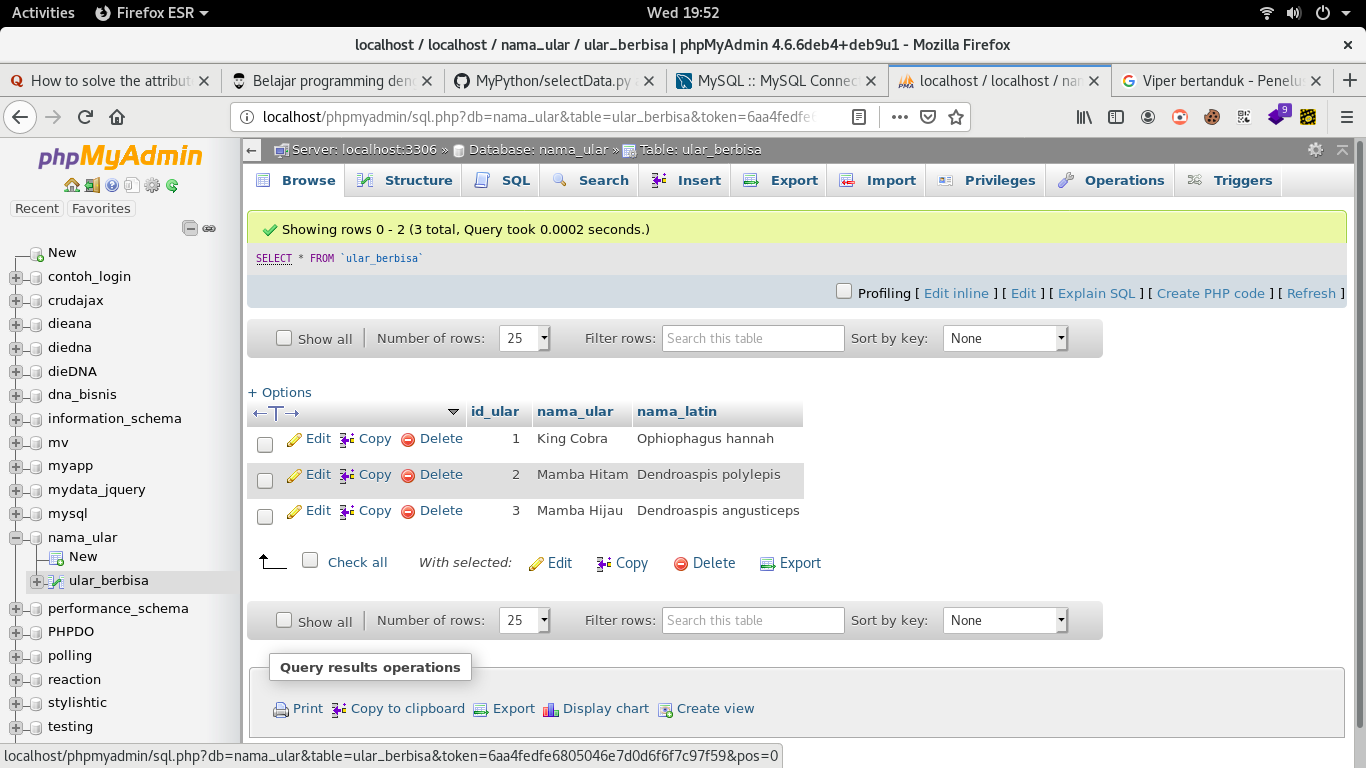 Activities Firefox ESR Wed 19:52
localhost / localhost / nama_ular / ular_berbisa | phpMyAdmin 4.6.6deb4+deb9u1 - Mozilla Firefox
How to solve the attribut Belajar programming deng MyPython/selectData.py MySQL :: MySQL Connect localhost / localhost / nam Viper bertanduk - Penelus
localhost/phpmyadmin/sql.php?db=nama_ular&table=ular_berbisa&token=6aa4fedfe6 9
phpMyAdmin
Recent Favorites
New
contoh_login
crudajax
dieana
diedna
dieDNA
dna_bisnis
information_schema
mv
myapp
mydata_jquery
mysql
nama_ular
New
ular_berbisa
performance_schema
PHPDO
polling
reaction
stylishtic
testing
Server: localhost:3306 » Database: nama_ular » Table: ular_berbisa
Browse Structure SQL Search Insert Export Import Privileges Operations Triggers
Showing rows 0 - 2 (3 total, Query took 0.0002 seconds.)
SELECT * FROM `ular_berbisa`
Profiling [ Edit inline ] [ Edit ] [ Explain SQL ] [ Create PHP code ] [ Refresh ]
Show all Number of rows: 25 Filter rows: Search this table Sort by key: None
+ Options
←T→ id_ular nama_ular nama_latin
Edit Copy Delete 1 King Cobra Ophiophagus hannah
Edit Copy Delete 2 Mamba Hitam Dendroaspis polylepis
Edit Copy Delete 3 Mamba Hijau Dendroaspis angusticeps
Check all With selected: Edit Copy Delete Export
Show all Number of rows: 25 Filter rows: Search this table Sort by key: None
Query results operations
Print Copy to clipboard Export Display chart Create view
localhost/phpmyadmin/sql.php?db=nama_ular&table=ular_berbisa&token=6aa4fedfe6805046e7d0d6f6f7c97f59&pos=0